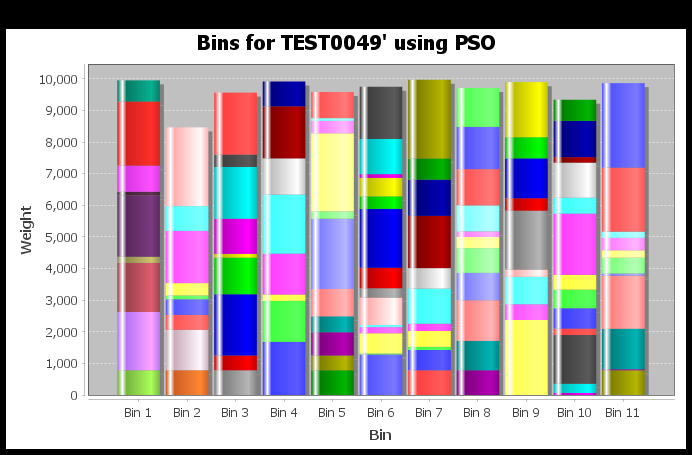 Bins for TEST0049' using PSO
10,000
9,000
8,000
7,000
6,000
5,000
4,000
3,000
2,000
1,000
0
Weight
Bin 1 Bin 2 Bin 3 Bin 4 Bin 5 Bin 6 Bin 7 Bin 8 Bin 9 Bin 10 Bin 11
Bin